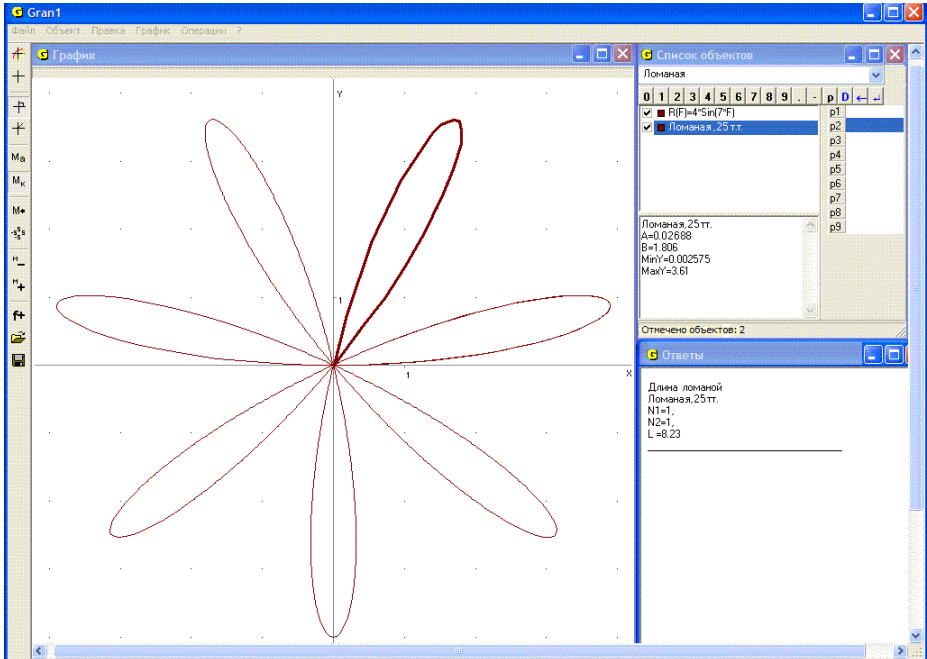 Gran1
Файл Объект Правка График Операции ?
График
Y
1
1
X
Ma
Mк
M+
M
M+
f+
Список объектов
Ломаная
0 1 2 3 4 5 6 7 8 9 . - p D ← ↵
R(F)=4*Sin(7*F)
Ломаная,25 т.т.
p1
p2
p3
p4
p5
p6
p7
p8
p9
Ломаная,25тт.
A=0.02688
B=1.806
MinY=0.002575
MaxY=3.61
Отмечено объектов: 2
Ответы
Длина ломаной
Ломаная,25тт.
N1=1,
N2=1,
L =8.23